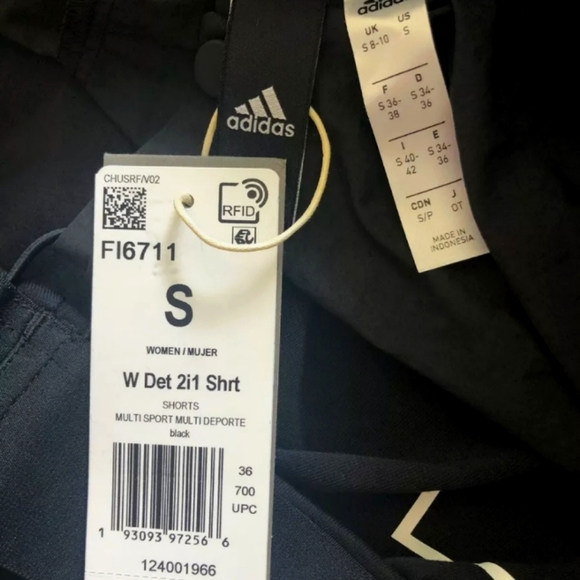 adidas
UK US
S 8-10 S
F D
S 36-38 S 34-36
I E
S 40-42 S 34-36
CDN J
S/P OT
MADE IN
INDONESIA
adidas
CHUSRF/V02
RFID
FI6711
S
WOMEN / MUJER
W Det 2i1 Shrt
SHORTS
MULTI SPORT MULTI DEPORTE
black
36
700
UPC
1 93093 97256 6
124001966